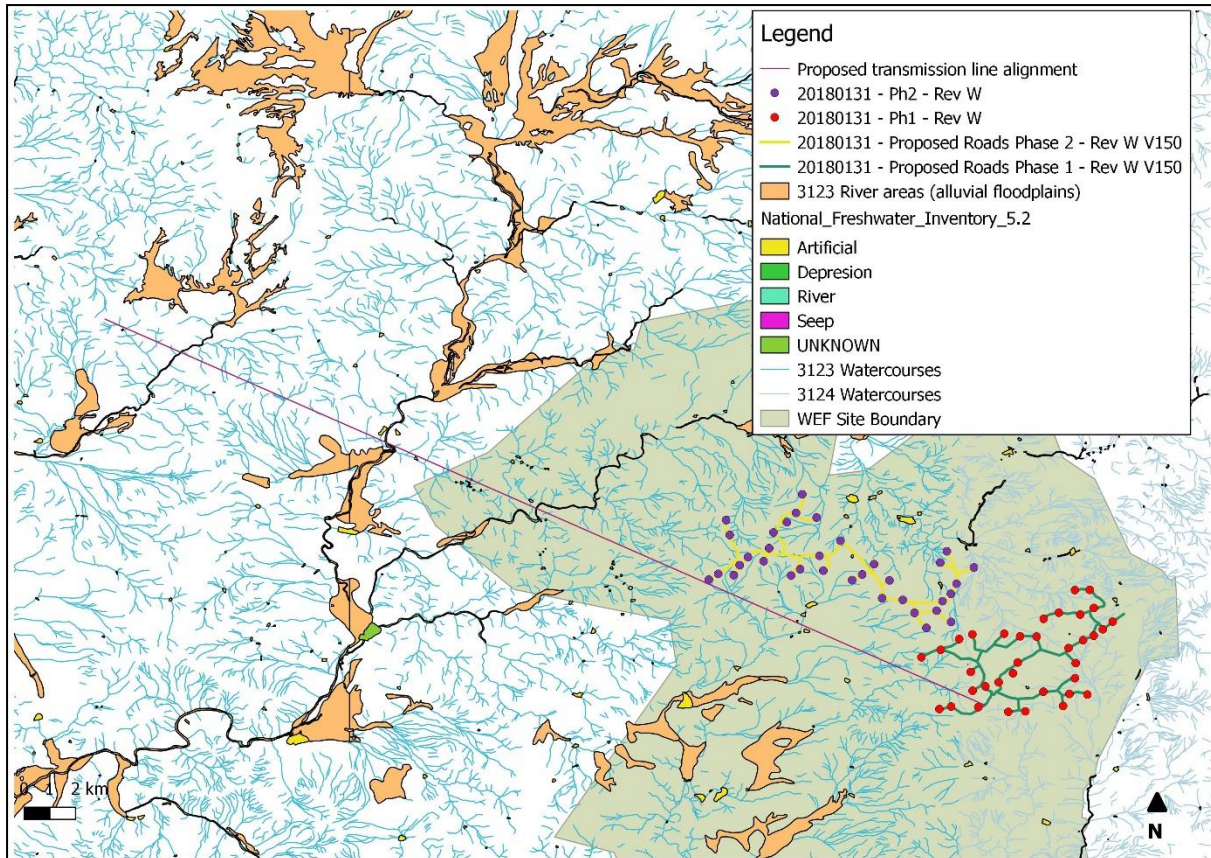 Legend
Proposed transmission line alignment
20180131 - Ph2 - Rev W
20180131 - Ph1 - Rev W
20180131 - Proposed Roads Phase 2 - Rev W V150
20180131 - Proposed Roads Phase 1 - Rev W V150
3123 River areas (alluvial floodplains)
National_Freshwater_Inventory_5.2
Artificial
Depresion
River
Seep
UNKNOWN
3123 Watercourses
3124 Watercourses
WEF Site Boundary
0 1 2 km
N